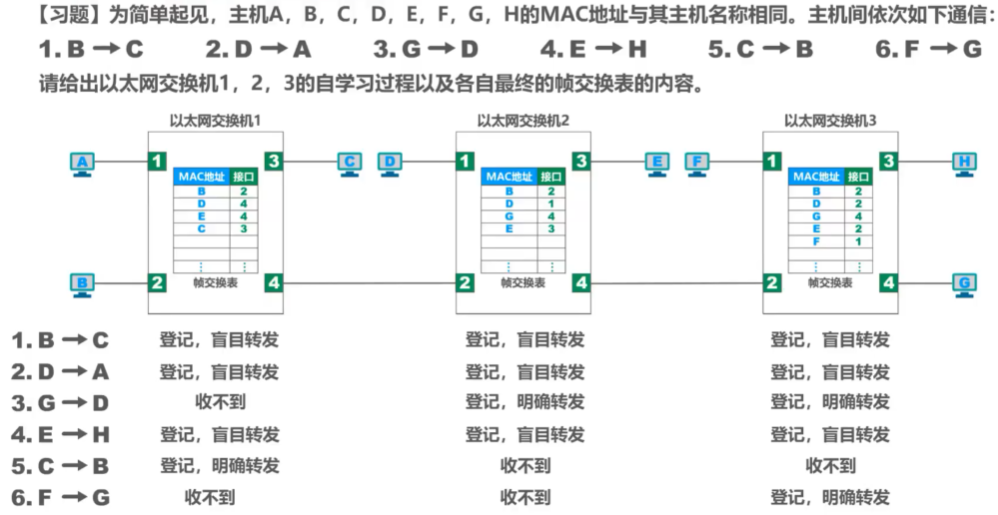 【习题】为简单起见，主机A，B，C，D，E，F，G，H的MAC地址与其主机名称相同。主机间依次如下通信：
1. B → C 2. D → A 3. G → D 4. E → H 5. C → B 6. F → G
请给出以太网交换机1，2，3的自学习过程以及各自最终的帧交换表的内容。
以太网交换机1 以太网交换机2 以太网交换机3
A 1 3 C D 1 3 E F 1 3 H
MAC地址 接口 MAC地址 接口 MAC地址 接口
B 2 B 2 B 2
D 4 D 1 D 2
E 4 G 4 G 4
C 3 E 3 E 2
F 1
⋮ ⋮ ⋮ ⋮ ⋮ ⋮
B 2 帧交换表 4 2 帧交换表 4 2 帧交换表 4 G
1. B → C 登记，盲目转发 登记，盲目转发 登记，盲目转发
2. D → A 登记，盲目转发 登记，盲目转发 登记，盲目转发
3. G → D 收不到 登记，明确转发 登记，明确转发
4. E → H 登记，盲目转发 登记，盲目转发 登记，盲目转发
5. C → B 登记，明确转发 收不到 收不到
6. F → G 收不到 收不到 登记，明确转发